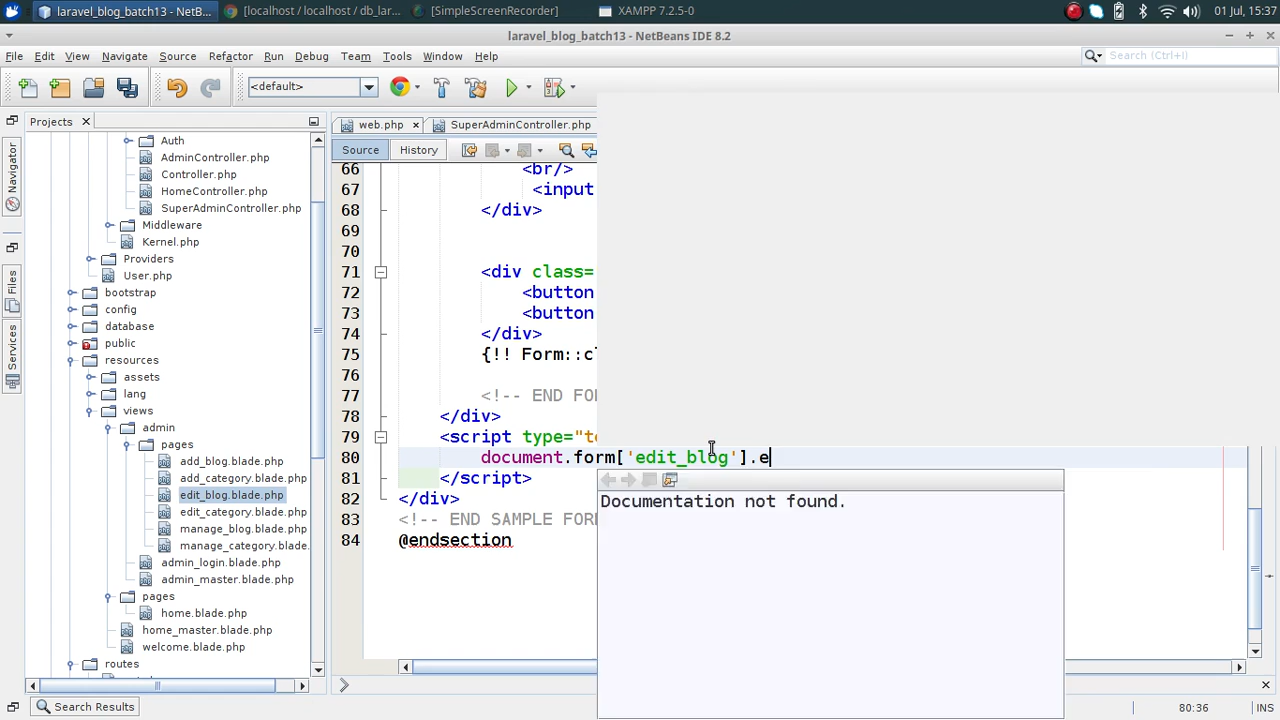 laravel_blog_batch13 - NetB...
[localhost / localhost / db_lar...
[SimpleScreenRecorder]
XAMPP 7.2.5-0
01 Jul, 15:37
laravel_blog_batch13 - NetBeans IDE 8.2
File Edit View Navigate Source Refactor Run Debug Team Tools Window Help
Search (Ctrl+I)
<default>
Projects
web.php
SuperAdminController.php
Source History
Navigator
Files
Services
Auth
AdminController.php
Controller.php
HomeController.php
SuperAdminController.php
Middleware
Kernel.php
Providers
User.php
bootstrap
config
database
public
resources
assets
lang
views
admin
pages
add_blog.blade.php
add_category.blade.php
edit_blog.blade.php
edit_category.blade.php
manage_blog.blade.php
manage_category.blade.
admin_login.blade.php
admin_master.blade.php
pages
home.blade.php
home_master.blade.php
welcome.blade.php
routes
66 <br/>
67 <input
68 </div>
69
70
71 <div class=
72 <button
73 <button
74 </div>
75 {!! Form::cl
76
77 <!-- END FO
78 </div>
79 <script type="te
80 document.form['edit_blog'].e
81 </script>
82 </div>
83 <!-- END SAMPLE FOR
84 @endsection
Documentation not found.
Search Results
80:36
INS